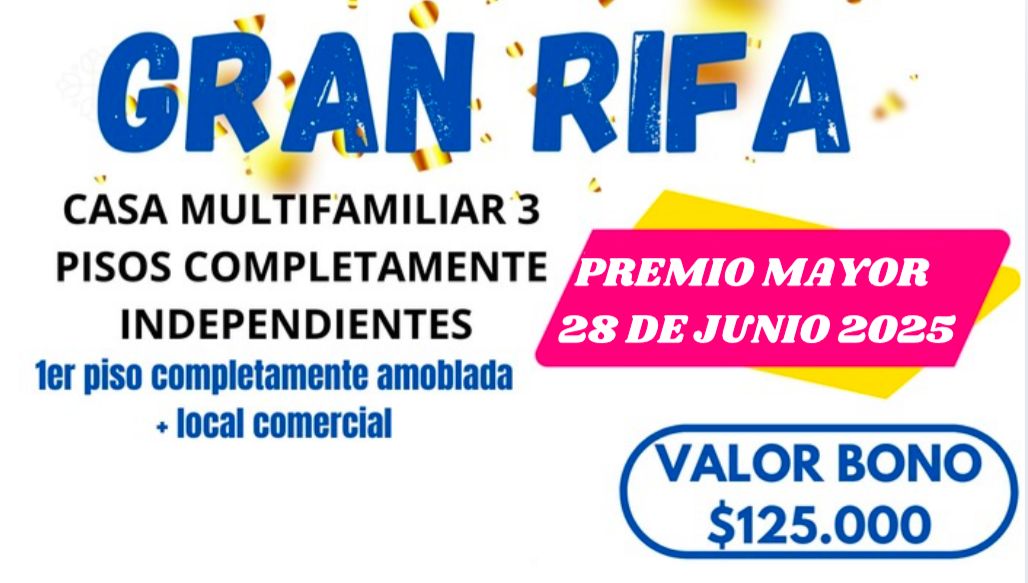 GRAN RIFA
CASA MULTIFAMILIAR 3
PISOS COMPLETAMENTE
INDEPENDIENTES
1er piso completamente amoblada
+ local comercial
PREMIO MAYOR
28 DE JUNIO 2025
VALOR BONO
$125.000